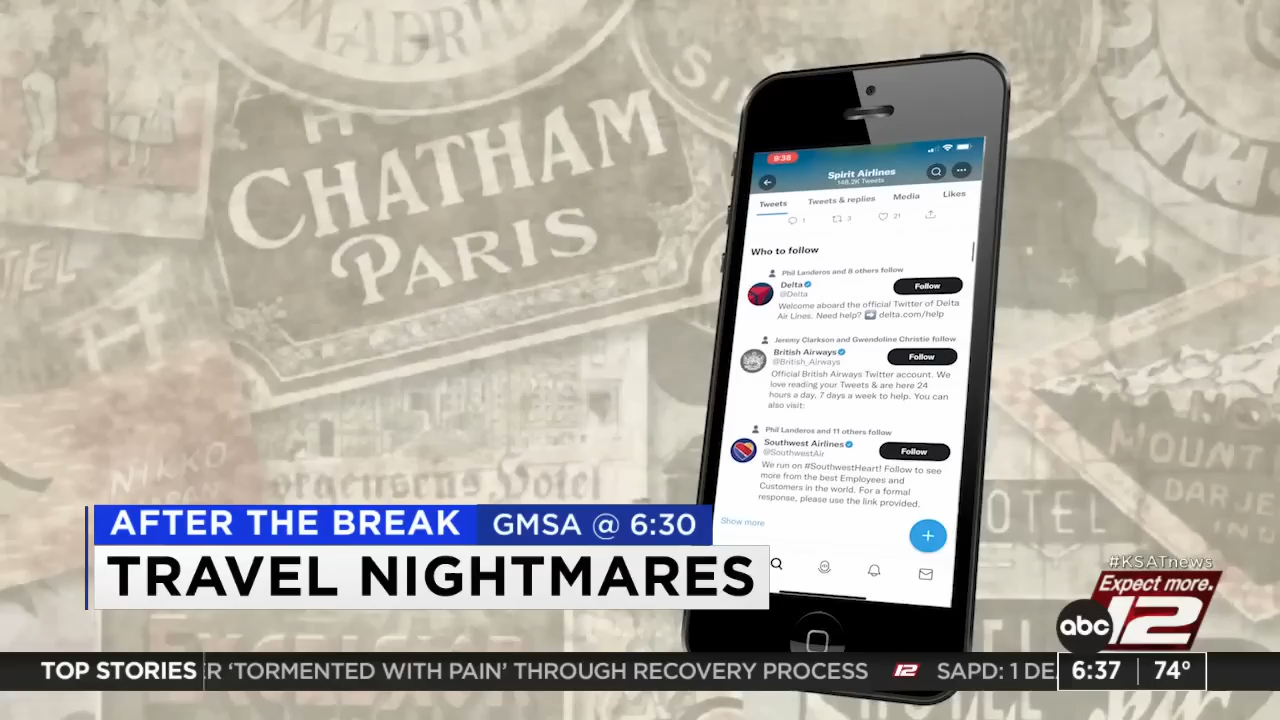 MADRID
H
CHATHAM
PARIS
9:38
Spirit Airlines
148.2K Tweets
Tweets
Tweets & replies
Media
Likes
1
3
21
Who to follow
Phil Landeros and 8 others follow
Delta
@Delta
Follow
Welcome aboard the official Twitter of Delta
Air Lines. Need help? ➡️ delta.com/help
Jeremy Clarkson and Gwendoline Christie follow
British Airways
@British_Airways
Follow
Official British Airways Twitter account. We
love reading your Tweets & are here 24
hours a day, 7 days a week to help. You can
also visit:
Phil Landeros and 11 others follow
Southwest Airlines
@SouthwestAir
Follow
We run on #SouthwestHeart! Follow to see
more from the best Employees and
Customers in the world. For a formal
response, please use the link provided.
Show more
HOTEL
AFTER THE BREAK
GMSA @ 6:30
TRAVEL NIGHTMARES
#KSATnews
Expect more.
abc
12
EXCELSIOR
TOP STORIES
ER 'TORMENTED WITH PAIN' THROUGH RECOVERY PROCESS 12 SAPD: 1 DE
6:37
74°